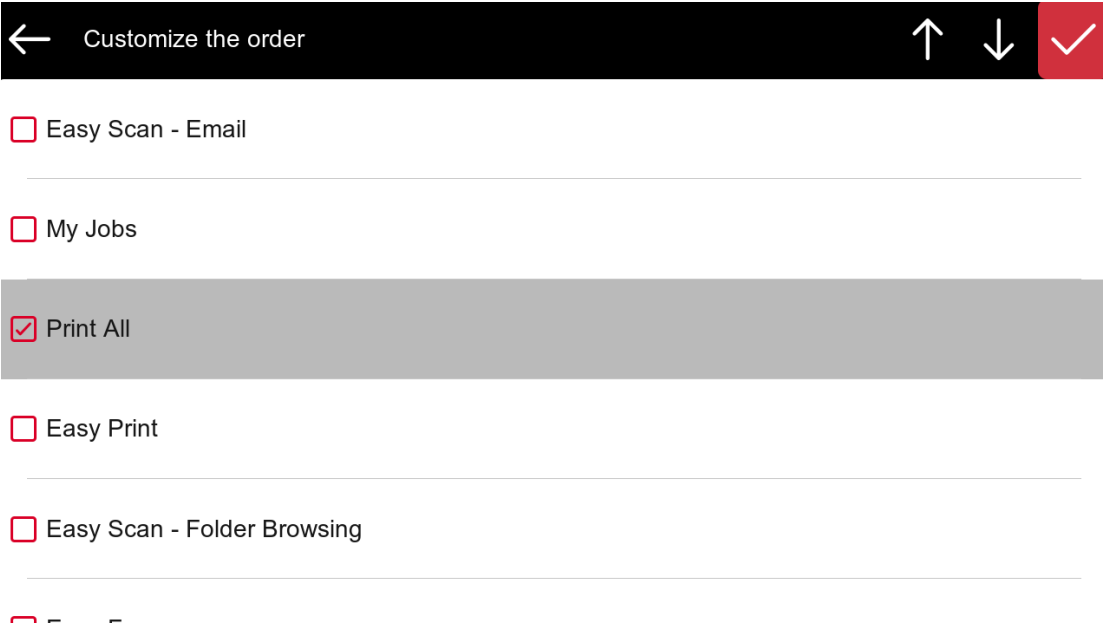 Customize the order
Easy Scan - Email
My Jobs
Print All
Easy Print
Easy Scan - Folder Browsing